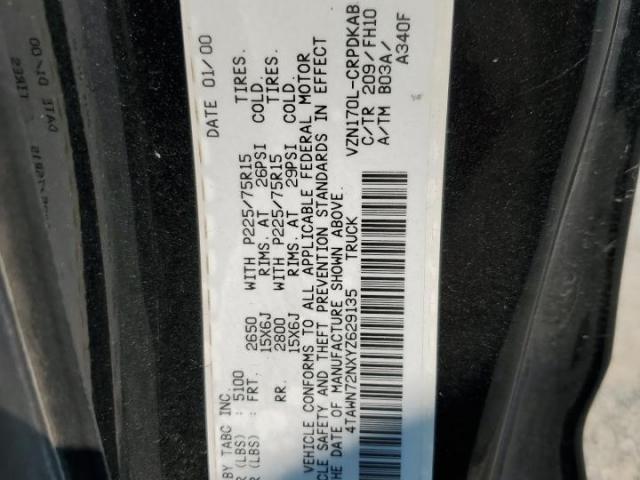 BY TABC INC DATE 01/00
R (LBS) : 5100
R (LBS) : FRT. 2650 WITH P225/75R15 TIRES.
15X6J RIMS. AT 26PSI COLD.
RR. 2800 WITH P225/75R15 TIRES.
15X6J RIMS. AT 29PSI COLD.
VEHICLE CONFORMS TO ALL APPLICABLE FEDERAL MOTOR
ICLE SAFETY AND THEFT PREVENTION STANDARDS IN EFFECT
THE DATE OF MANUFACTURE SHOWN ABOVE.
4TAWN72NXYZ629135 TRUCK
VZN170L-CRPDKAB
C/TR 209/FH10
A/TM B03A/
A340F